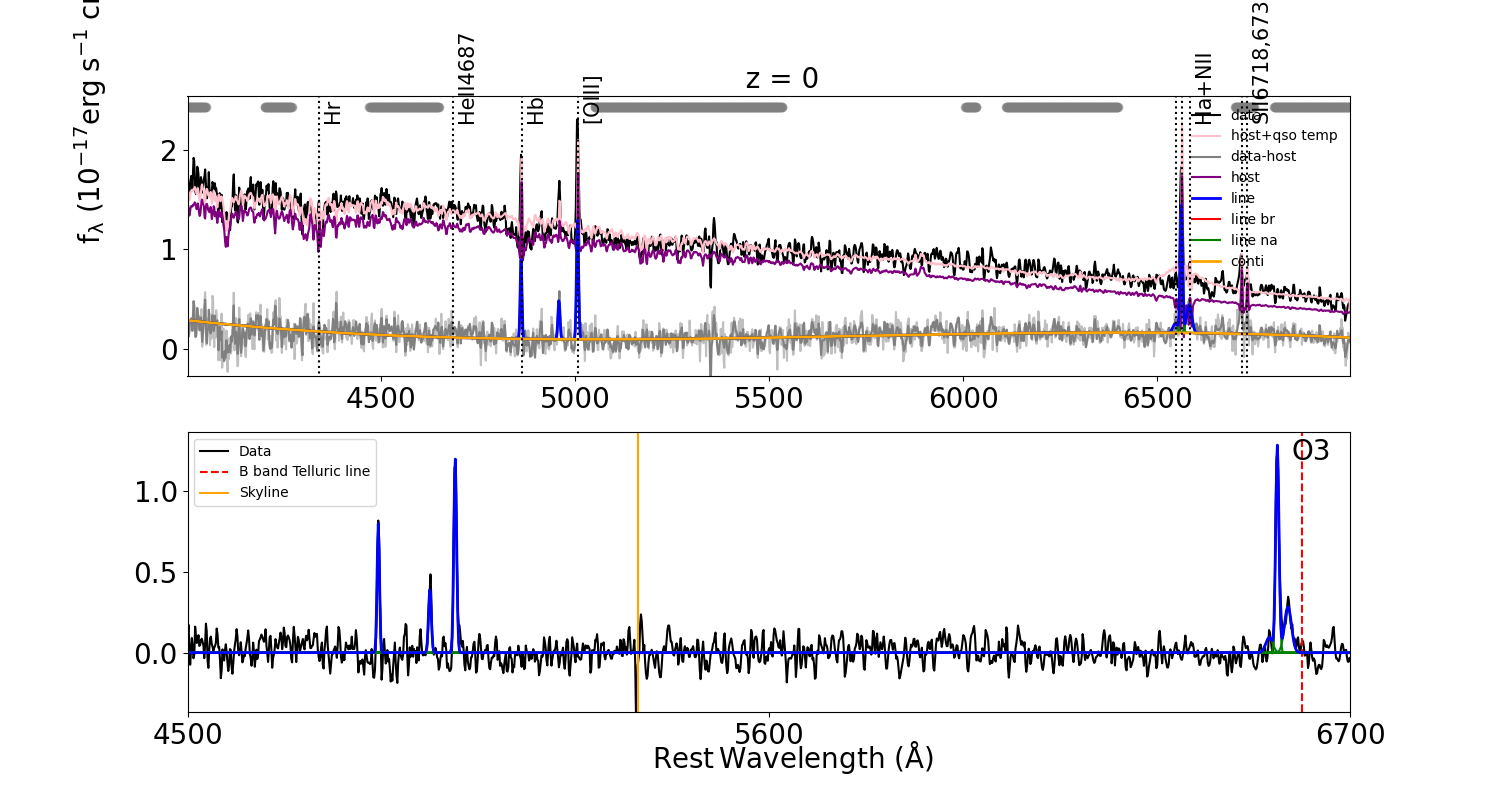 z = 0
f_λ (10^−17 erg s^−1 c
Hr
HeII4687
Hb
[OIII]
Ha+NII
SII6718,673
data
host+qso temp
data-host
host
line
line br
line na
conti
2
1
0
4500 5000 5500 6000 6500
Data
B band Telluric line
Skyline
O3
1.0
0.5
0.0
4500 5600 6700
Rest Wavelength (Å)